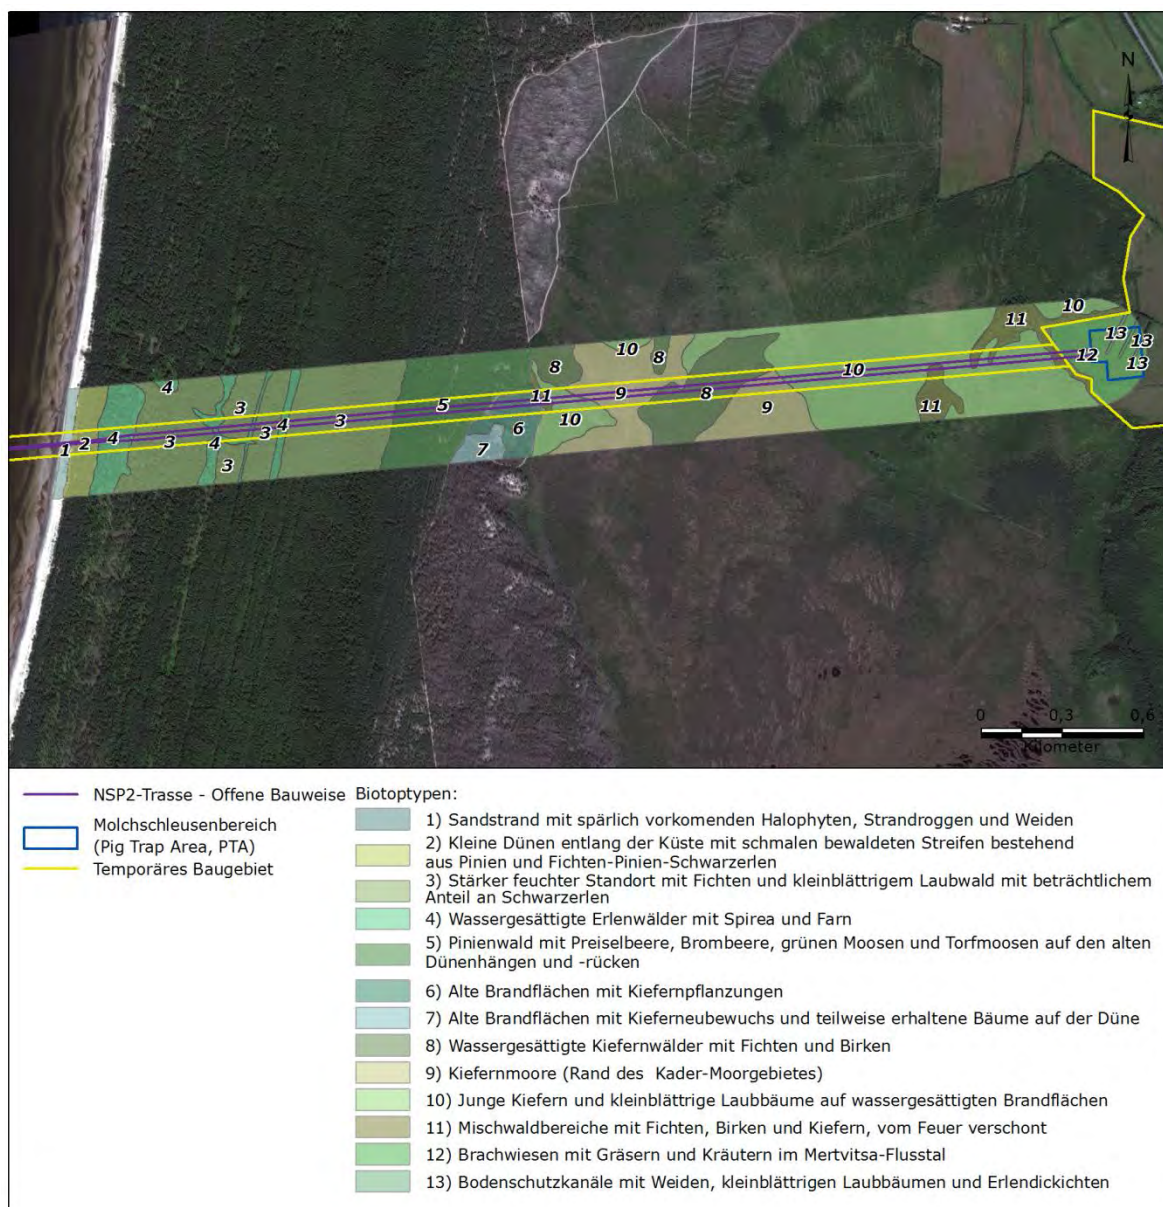 N
10
11
13
13
12
13
10
8
8
4
10
3
11
9
5
8
9
4
3
6
10
11
1
2
4
3
4
3
7
3
0
0,3
0,6
Kilometer
NSP2-Trasse - Offene Bauweise
Molchschleusenbereich
(Pig Trap Area, PTA)
Temporäres Baugebiet
Biotoptypen:
1) Sandstrand mit spärlich vorkomenden Halophyten, Strandroggen und Weiden
2) Kleine Dünen entlang der Küste mit schmalen bewaldeten Streifen bestehend
aus Pinien und Fichten-Pinien-Schwarzerlen
3) Stärker feuchter Standort mit Fichten und kleinblättrigem Laubwald mit beträchtlichem
Anteil an Schwarzerlen
4) Wassergesättigte Erlenwälder mit Spirea und Farn
5) Pinienwald mit Preiselbeere, Brombeere, grünen Moosen und Torfmoosen auf den alten
Dünenhängen und -rücken
6) Alte Brandflächen mit Kiefernpflanzungen
7) Alte Brandflächen mit Kieferneubewuchs und teilweise erhaltene Bäume auf der Düne
8) Wassergesättigte Kiefernwälder mit Fichten und Birken
9) Kiefernmoore (Rand des Kader-Moorgebietes)
10) Junge Kiefern und kleinblättrige Laubbäume auf wassergesättigten Brandflächen
11) Mischwaldbereiche mit Fichten, Birken und Kiefern, vom Feuer verschont
12) Brachwiesen mit Gräsern und Kräutern im Mertvitsa-Flusstal
13) Bodenschutzkanäle mit Weiden, kleinblättrigen Laubbäumen und Erlendickichten